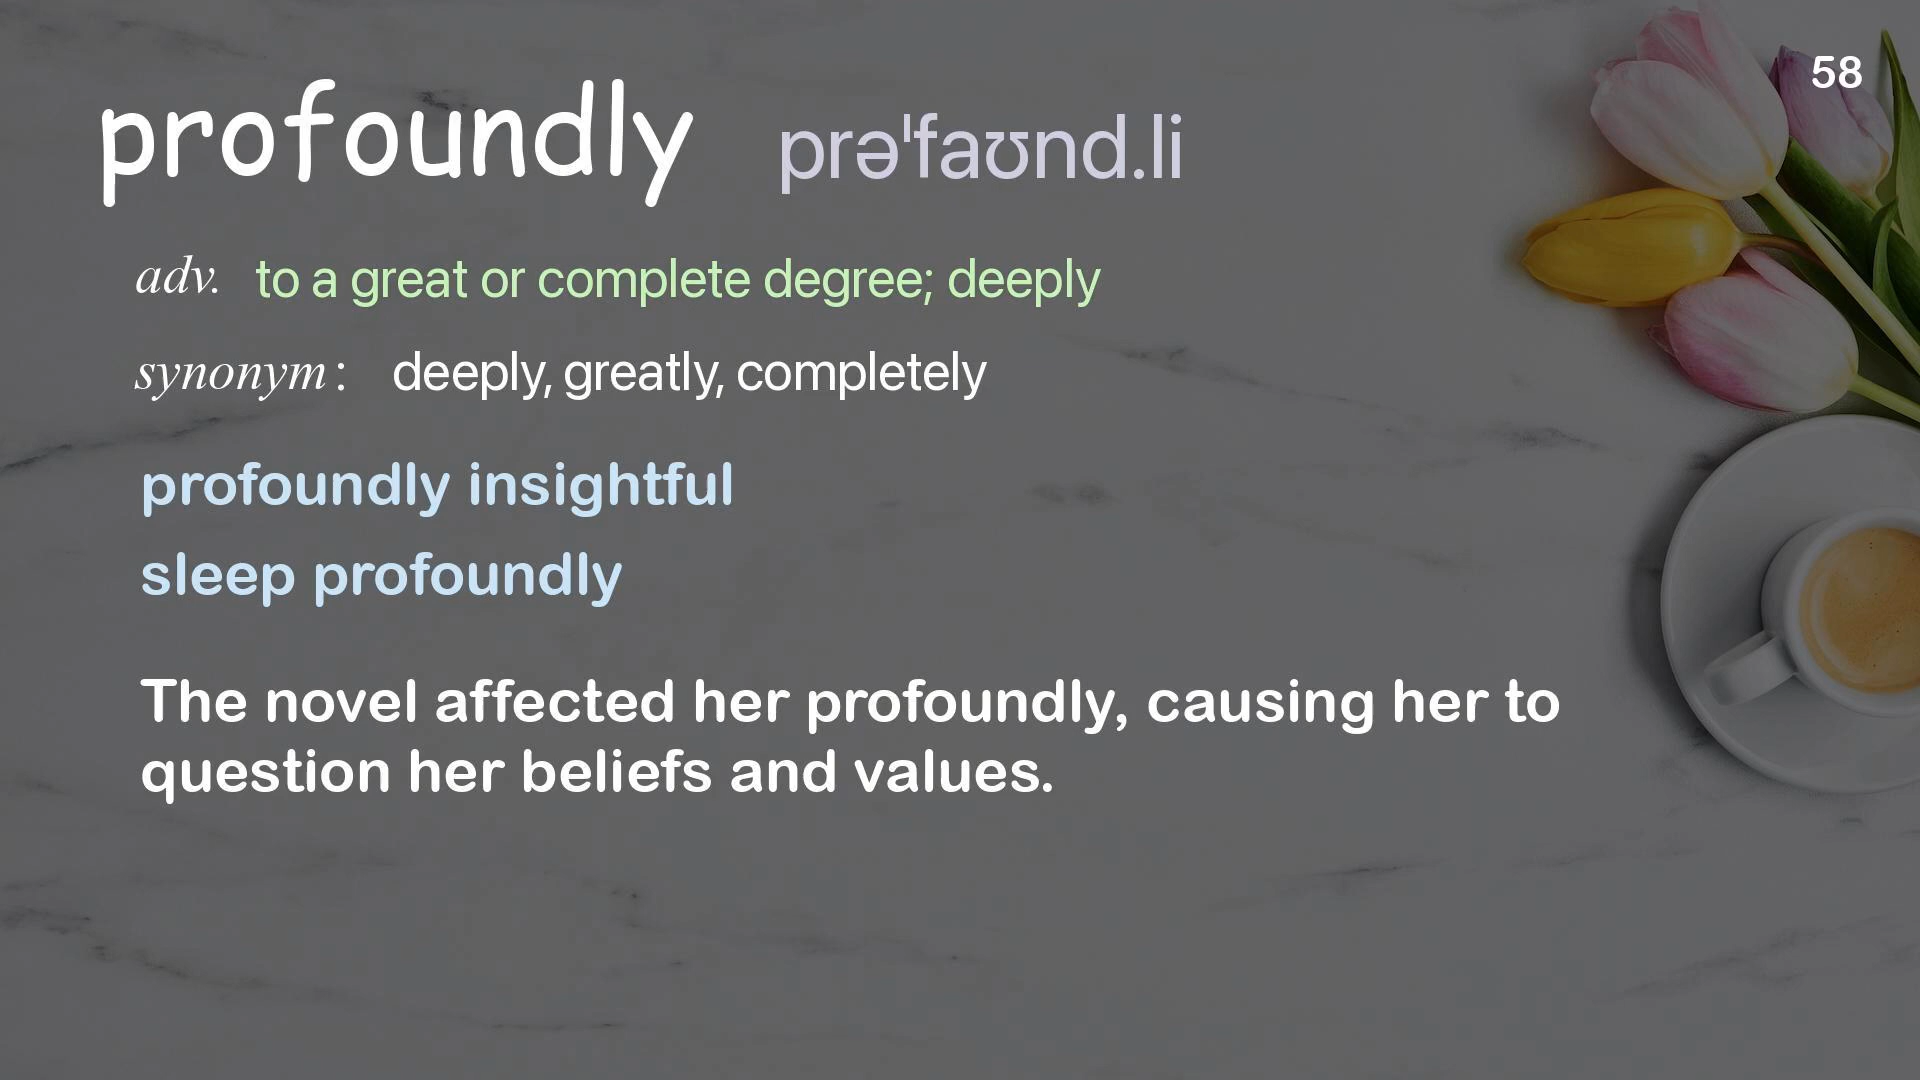 58
profoundly prəˈfaʊnd.li
adv. to a great or complete degree; deeply
synonym : deeply, greatly, completely
profoundly insightful
sleep profoundly
The novel affected her profoundly, causing her to
question her beliefs and values.